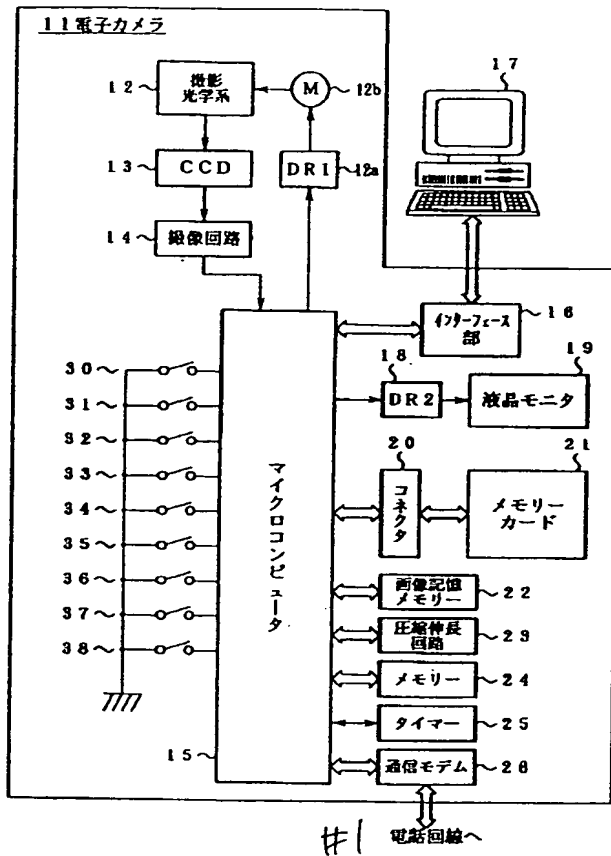 11電子カメラ
12
撮影
光学系
M
12b
17
13
CCD
DR1
12a
14
撮像回路
インターフェース
部
16
30
31
32
33
34
35
36
37
38
18
DR2
19
液晶モニタ
マイクロコンピュータ
20
コネクタ
21
メモリー
カード
画像記憶
メモリー
22
圧縮伸長
回路
23
メモリー
24
タイマー
25
15
通信モデム
26
#1
電話回線へ